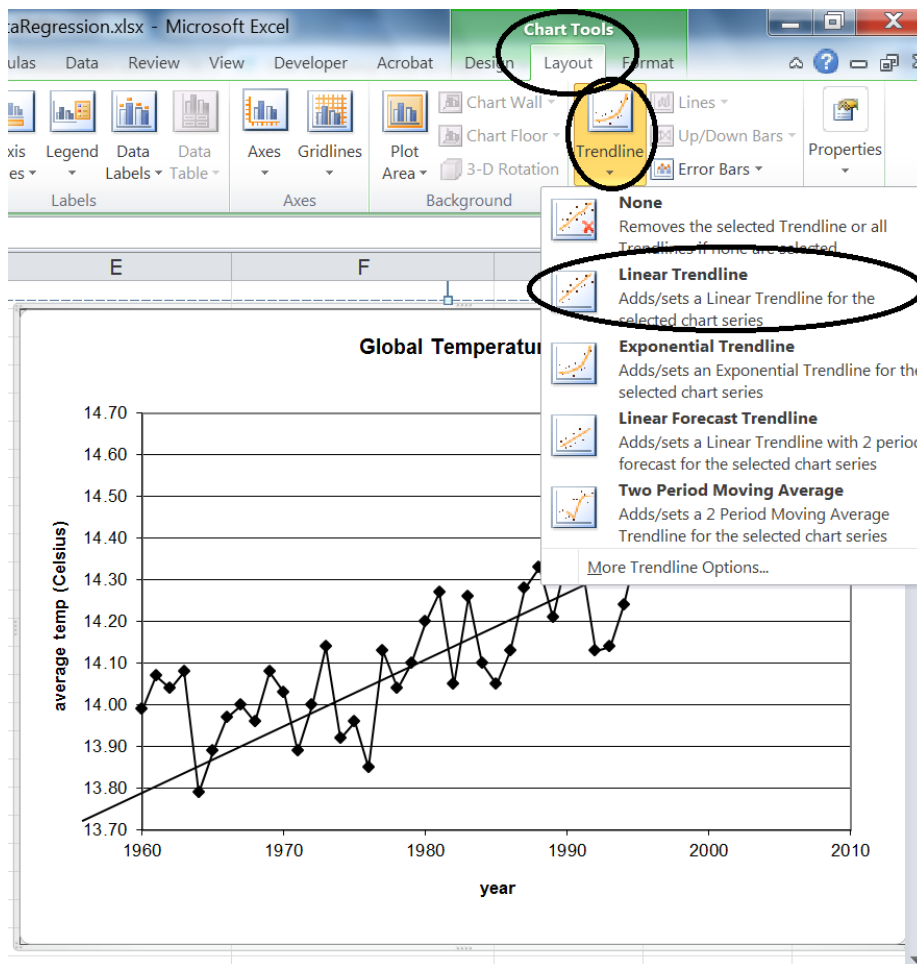 taRegression.xlsx - Microsoft Excel
Chart Tools
ulas Data Review View Developer Acrobat Design Layout Format
xis
es
Legend
Data
Labels
Data
Table
Axes
Gridlines
Plot
Area
Chart Wall
Chart Floor
3-D Rotation
Trendline
Lines
Up/Down Bars
Error Bars
Properties
Labels Axes Background
None
Removes the selected Trendline or all
Trendlines if none are selected
Linear Trendline
Adds/sets a Linear Trendline for the
selected chart series
Exponential Trendline
Adds/sets an Exponential Trendline for the
selected chart series
Linear Forecast Trendline
Adds/sets a Linear Trendline with 2 period
forecast for the selected chart series
Two Period Moving Average
Adds/sets a 2 Period Moving Average
Trendline for the selected chart series
More Trendline Options...
E F
Global Temperatu
14.70
14.60
14.50
14.40
14.30
14.20
14.10
14.00
13.90
13.80
13.70
average temp (Celsius)
1960 1970 1980 1990 2000 2010
year